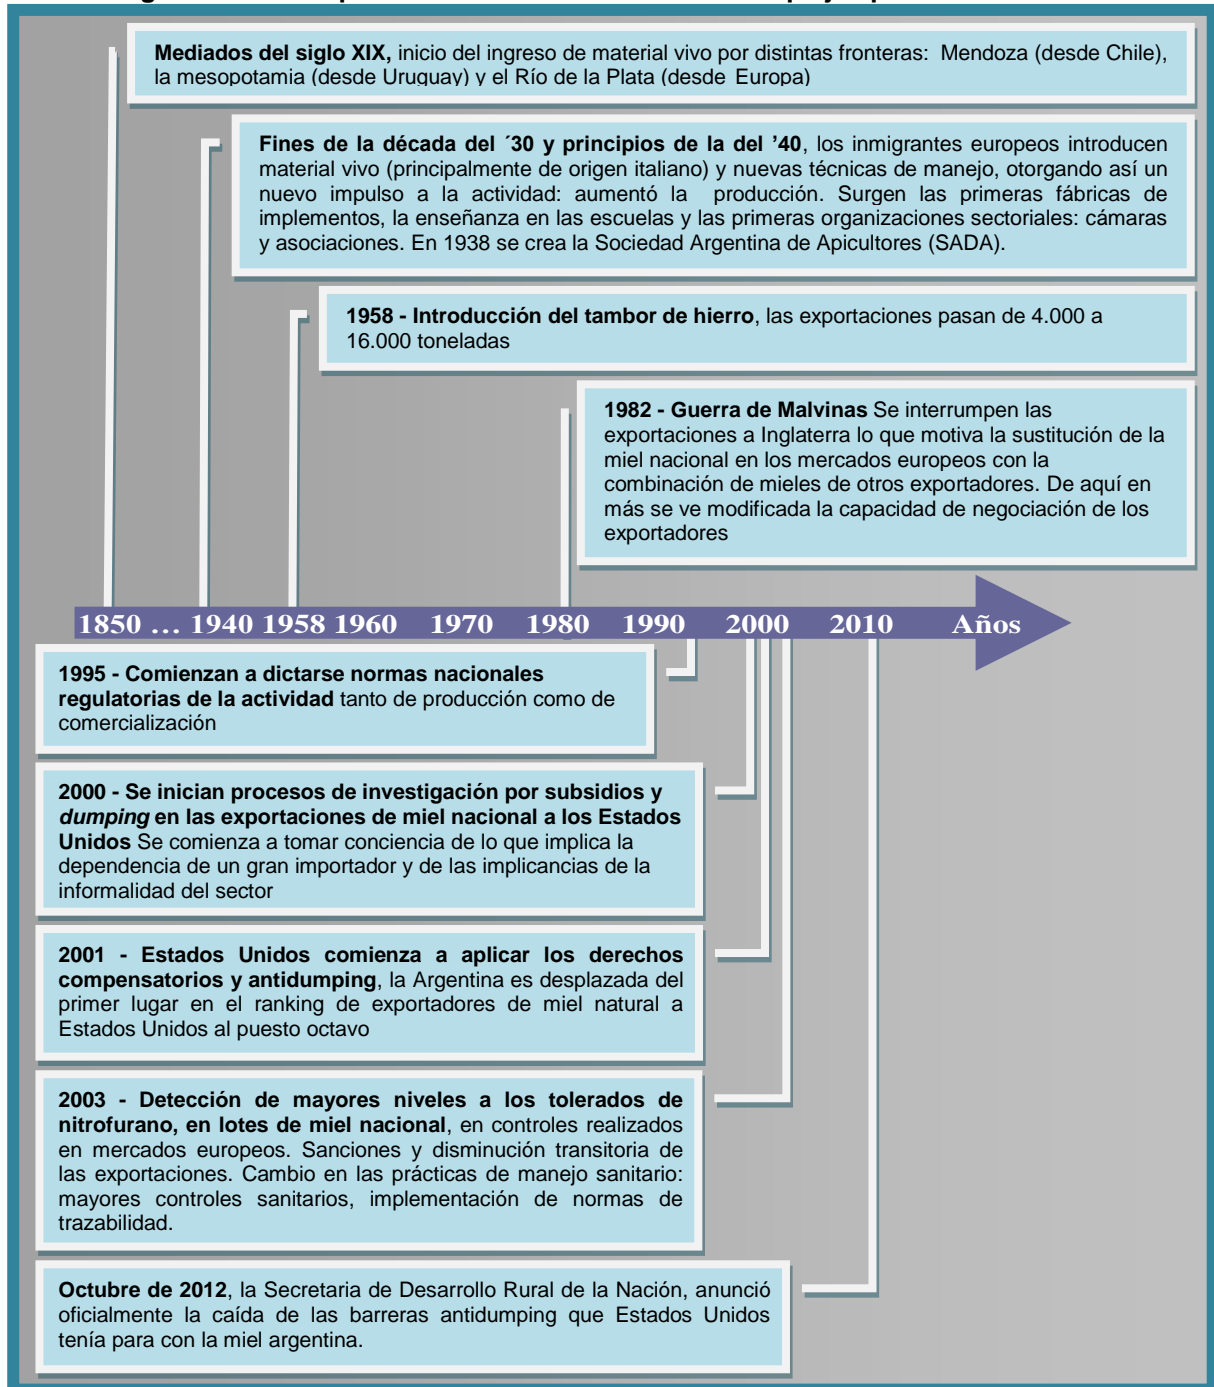 Mediados del siglo XIX, inicio del ingreso de material vivo por distintas fronteras: Mendoza (desde Chile),
la mesopotamia (desde Uruguay) y el Río de la Plata (desde Europa)
Fines de la década del ´30 y principios de la del ’40, los inmigrantes europeos introducen
material vivo (principalmente de origen italiano) y nuevas técnicas de manejo, otorgando así un
nuevo impulso a la actividad: aumentó la producción. Surgen las primeras fábricas de
implementos, la enseñanza en las escuelas y las primeras organizaciones sectoriales: cámaras
y asociaciones. En 1938 se crea la Sociedad Argentina de Apicultores (SADA).
1958 - Introducción del tambor de hierro, las exportaciones pasan de 4.000 a
16.000 toneladas
1982 - Guerra de Malvinas Se interrumpen las
exportaciones a Inglaterra lo que motiva la sustitución de la
miel nacional en los mercados europeos con la
combinación de mieles de otros exportadores. De aquí en
más se ve modificada la capacidad de negociación de los
exportadores
1850 ... 1940 1958 1960 1970 1980 1990 2000 2010 Años
1995 - Comienzan a dictarse normas nacionales
regulatorias de la actividad tanto de producción como de
comercialización
2000 - Se inician procesos de investigación por subsidios y
dumping en las exportaciones de miel nacional a los Estados
Unidos Se comienza a tomar conciencia de lo que implica la
dependencia de un gran importador y de las implicancias de la
informalidad del sector
2001 - Estados Unidos comienza a aplicar los derechos
compensatorios y antidumping, la Argentina es desplazada del
primer lugar en el ranking de exportadores de miel natural a
Estados Unidos al puesto octavo
2003 - Detección de mayores niveles a los tolerados de
nitrofurano, en lotes de miel nacional, en controles realizados
en mercados europeos. Sanciones y disminución transitoria de
las exportaciones. Cambio en las prácticas de manejo sanitario:
mayores controles sanitarios, implementación de normas de
trazabilidad.
Octubre de 2012, la Secretaria de Desarrollo Rural de la Nación, anunció
oficialmente la caída de las barreras antidumping que Estados Unidos
tenía para con la miel argentina.